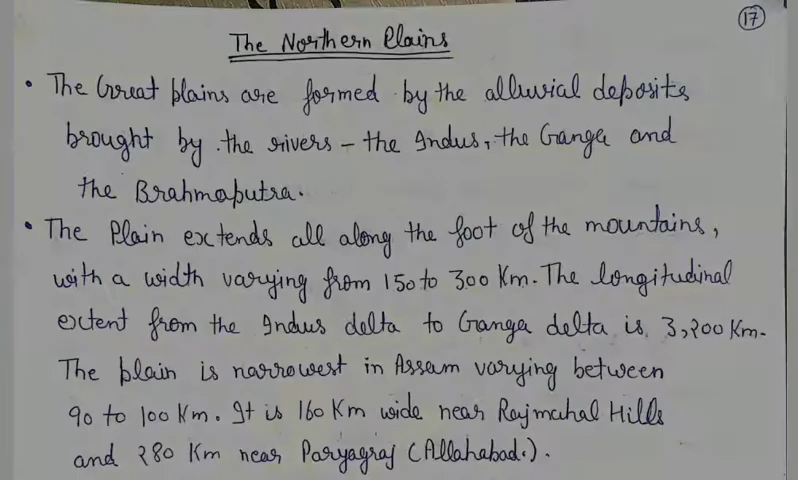 17
The Northern Plains
• The Great plains are formed by the alluvial deposits
brought by the rivers – the Indus, the Ganga and
the Brahmaputra.
• The Plain extends all along the foot of the mountains,
with a width varying from 150 to 300 Km. The longitudinal
extent from the Indus delta to Ganga delta is 3,200 Km.
The plain is narrowest in Assam varying between
90 to 100 Km. It is 160 Km wide near Rajmahal Hills
and 280 Km near Paryagraj (Allahabad.).